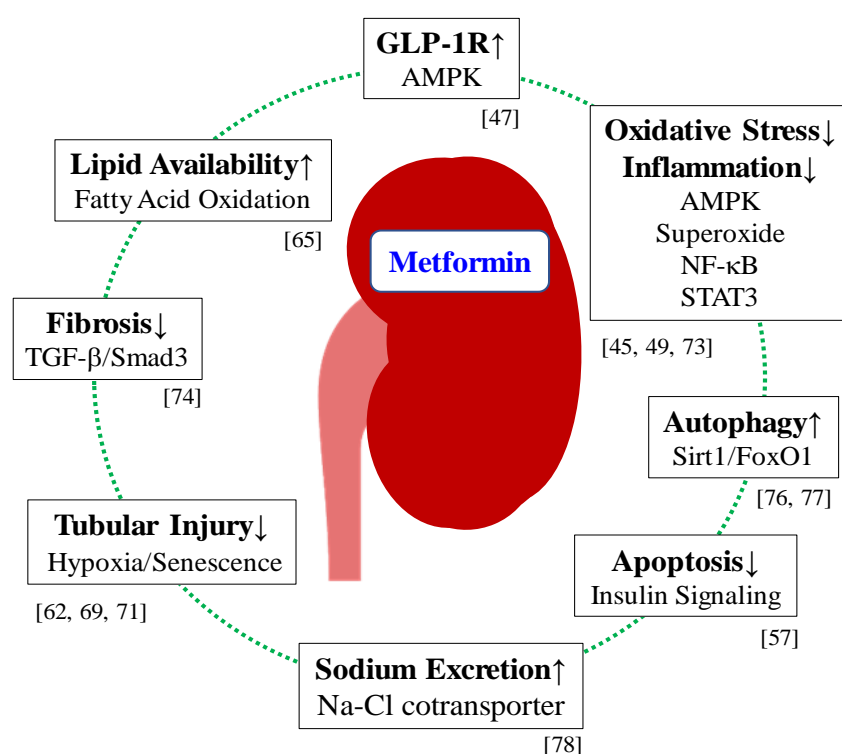 GLP-1R↑
AMPK
[47]
Oxidative Stress↓
Inflammation↓
AMPK
Superoxide
NF-κB
STAT3
[45, 49, 73]
Lipid Availability↑
Fatty Acid Oxidation
[65]
Metformin
Fibrosis↓
TGF-β/Smad3
[74]
Autophagy↑
Sirt1/FoxO1
[76, 77]
Tubular Injury↓
Hypoxia/Senescence
[62, 69, 71]
Apoptosis↓
Insulin Signaling
[57]
Sodium Excretion↑
Na-Cl cotransporter
[78]